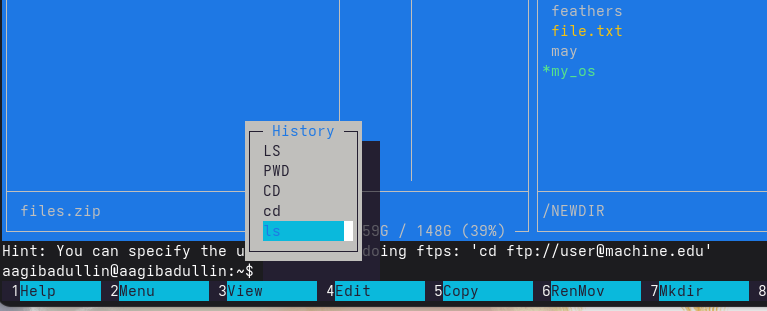 feathers
file.txt
may
*my_os
History
LS
PWD
CD
cd
ls
files.zip
59G / 148G (39%)
/NEWDIR
Hint: You can specify the u doing ftps: 'cd ftp://user@machine.edu'
aagibadullin@aagibadullin:~$
1Help 2Menu 3View 4Edit 5Copy 6RenMov 7Mkdir 8